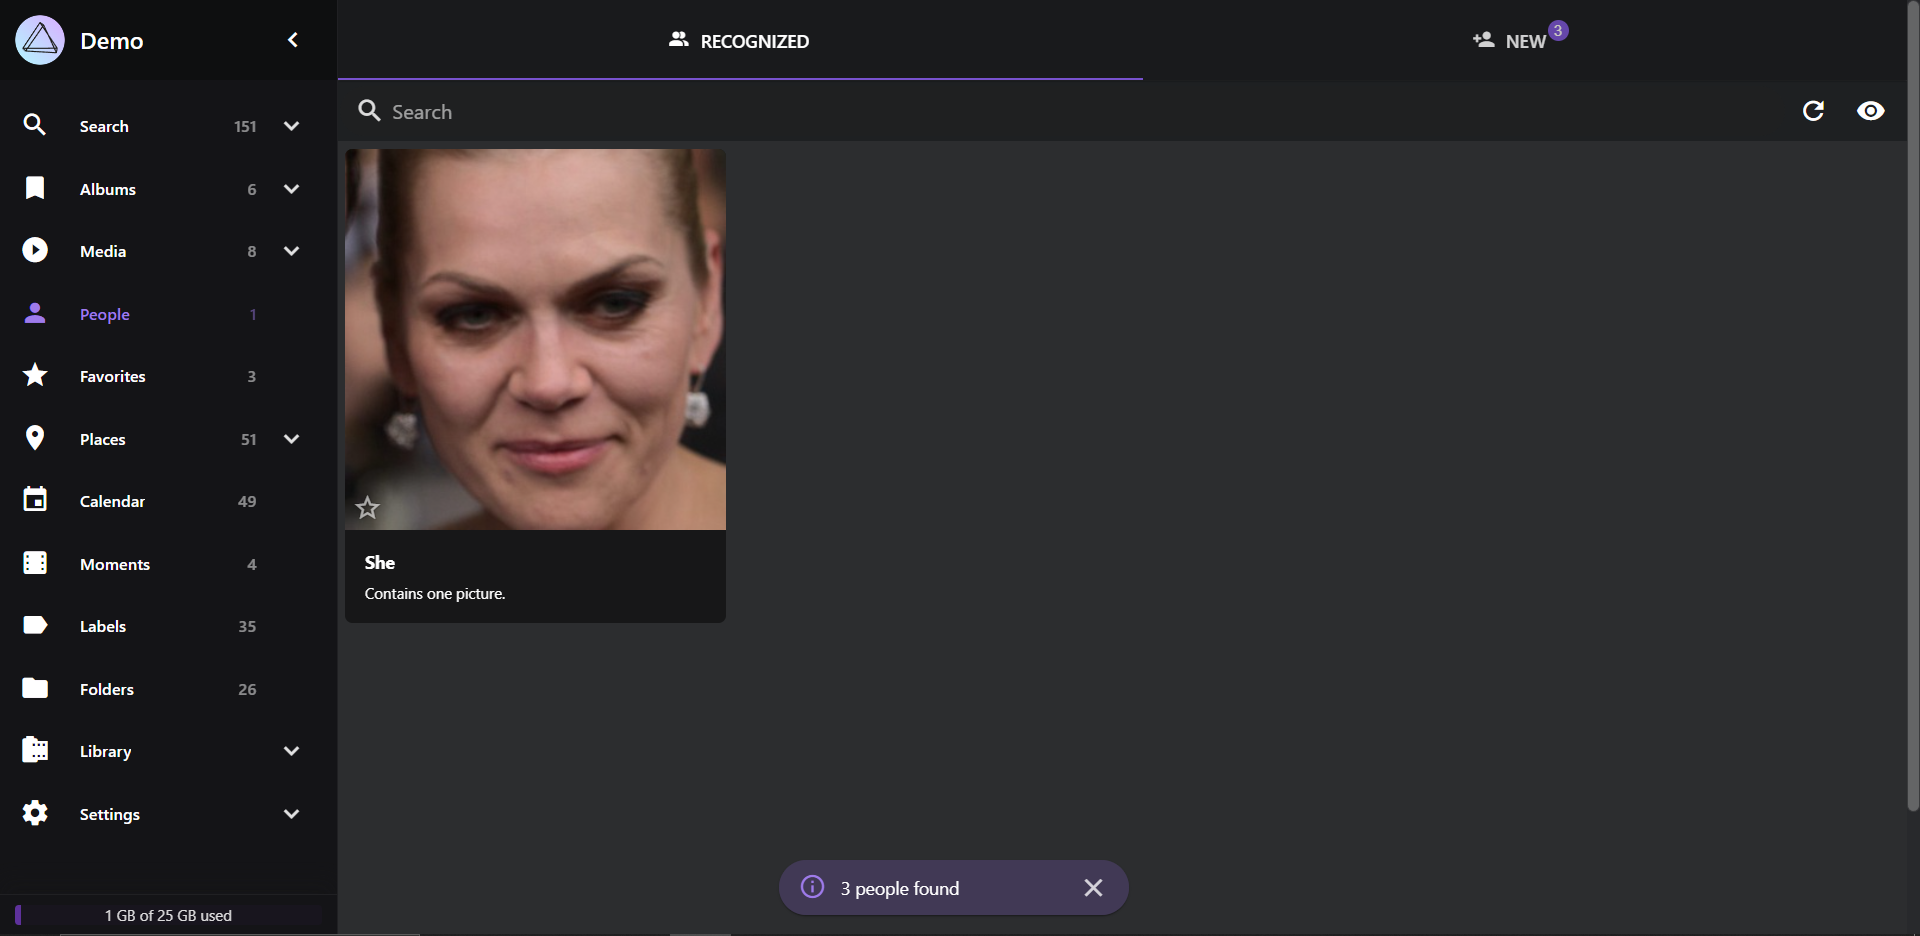 Demo
Search 151
Albums 6
Media 8
People 1
Favorites 3
Places 51
Calendar 49
Moments 4
Labels 35
Folders 26
Library
Settings
1 GB of 25 GB used
RECOGNIZED
NEW 3
Search
She
Contains one picture.
3 people found